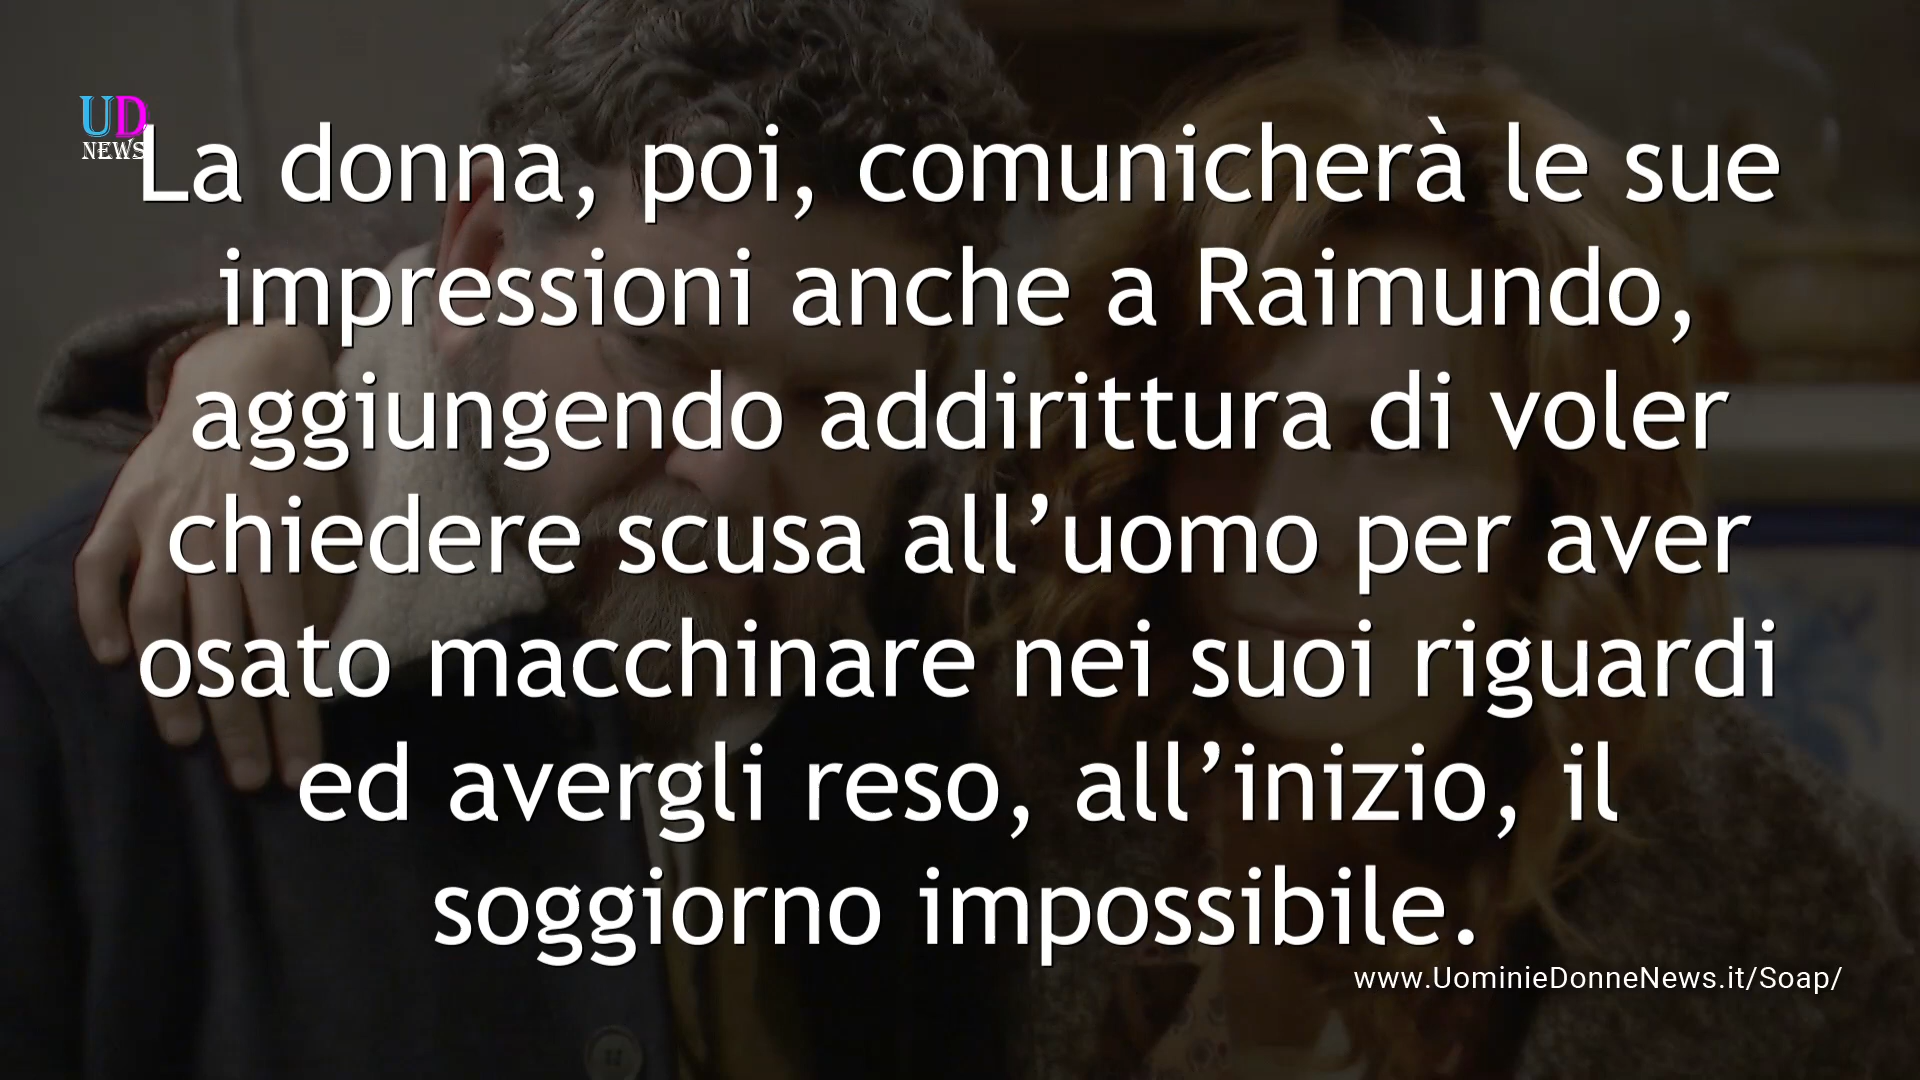 UD
NEWS
La donna, poi, comunicherà le sue
impressioni anche a Raimundo,
aggiungendo addirittura di voler
chiedere scusa all’uomo per aver
osato macchinare nei suoi riguardi
ed avergli reso, all’inizio, il
soggiorno impossibile.
www.UominieDonneNews.it/Soap/